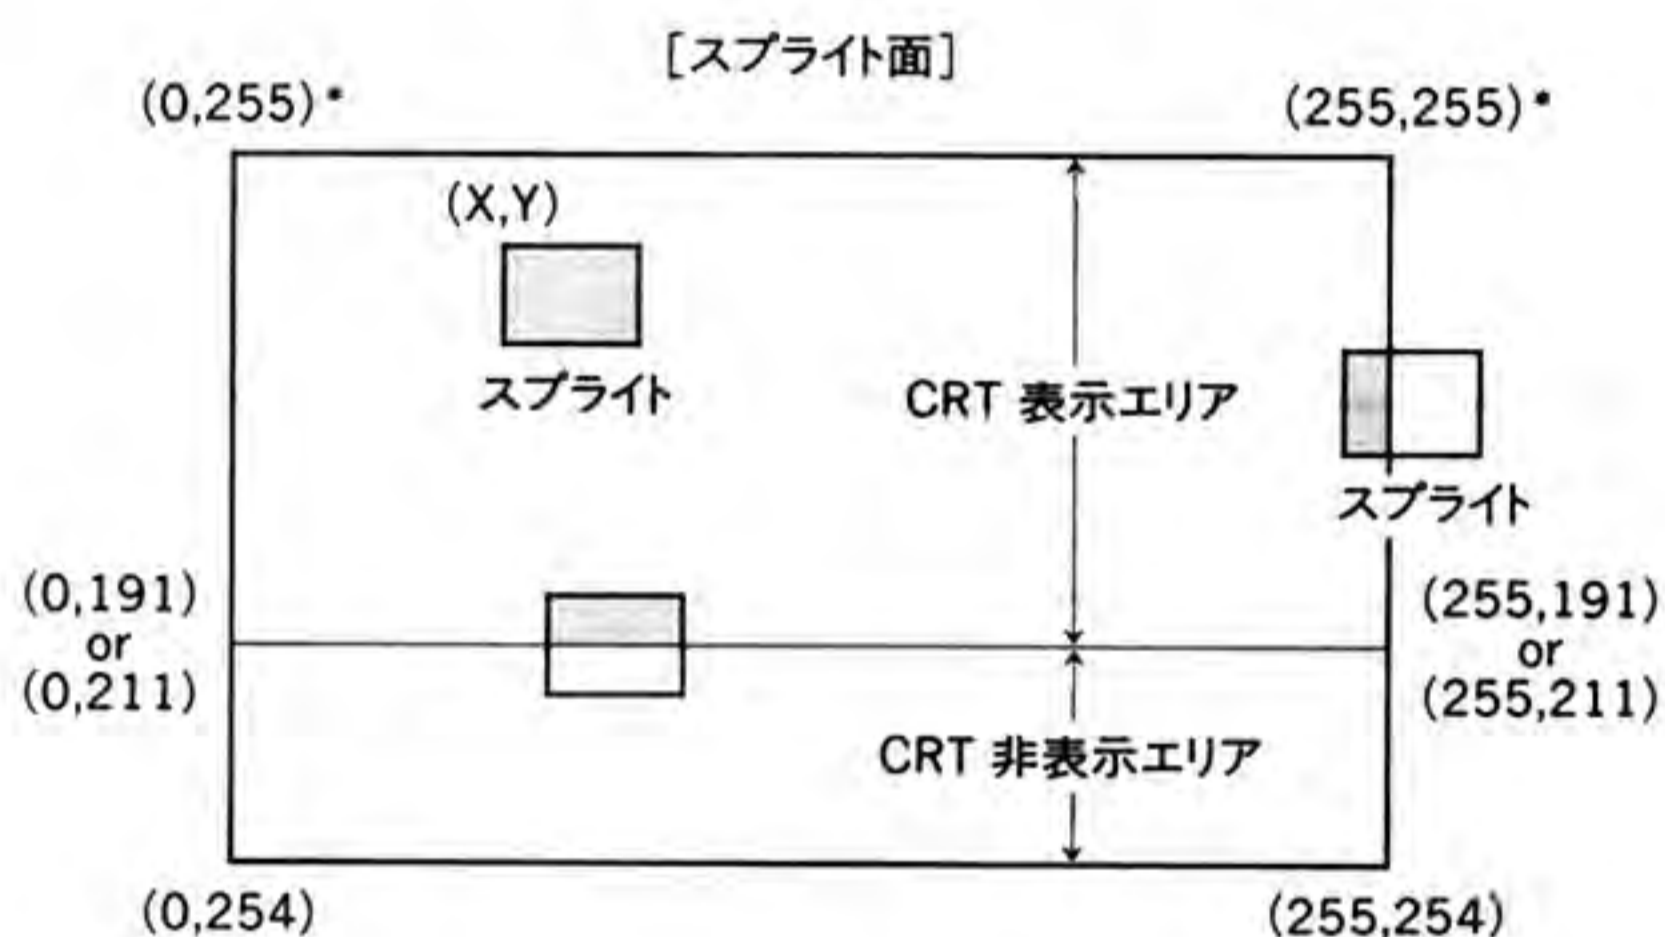 [スプライト面]
(0,255)*
(255,255)*
(X,Y)
スプライト
CRT 表示エリア
スプライト
(0,191)
or
(0,211)
(255,191)
or
(255,211)
CRT 非表示エリア
(0,254)
(255,254)